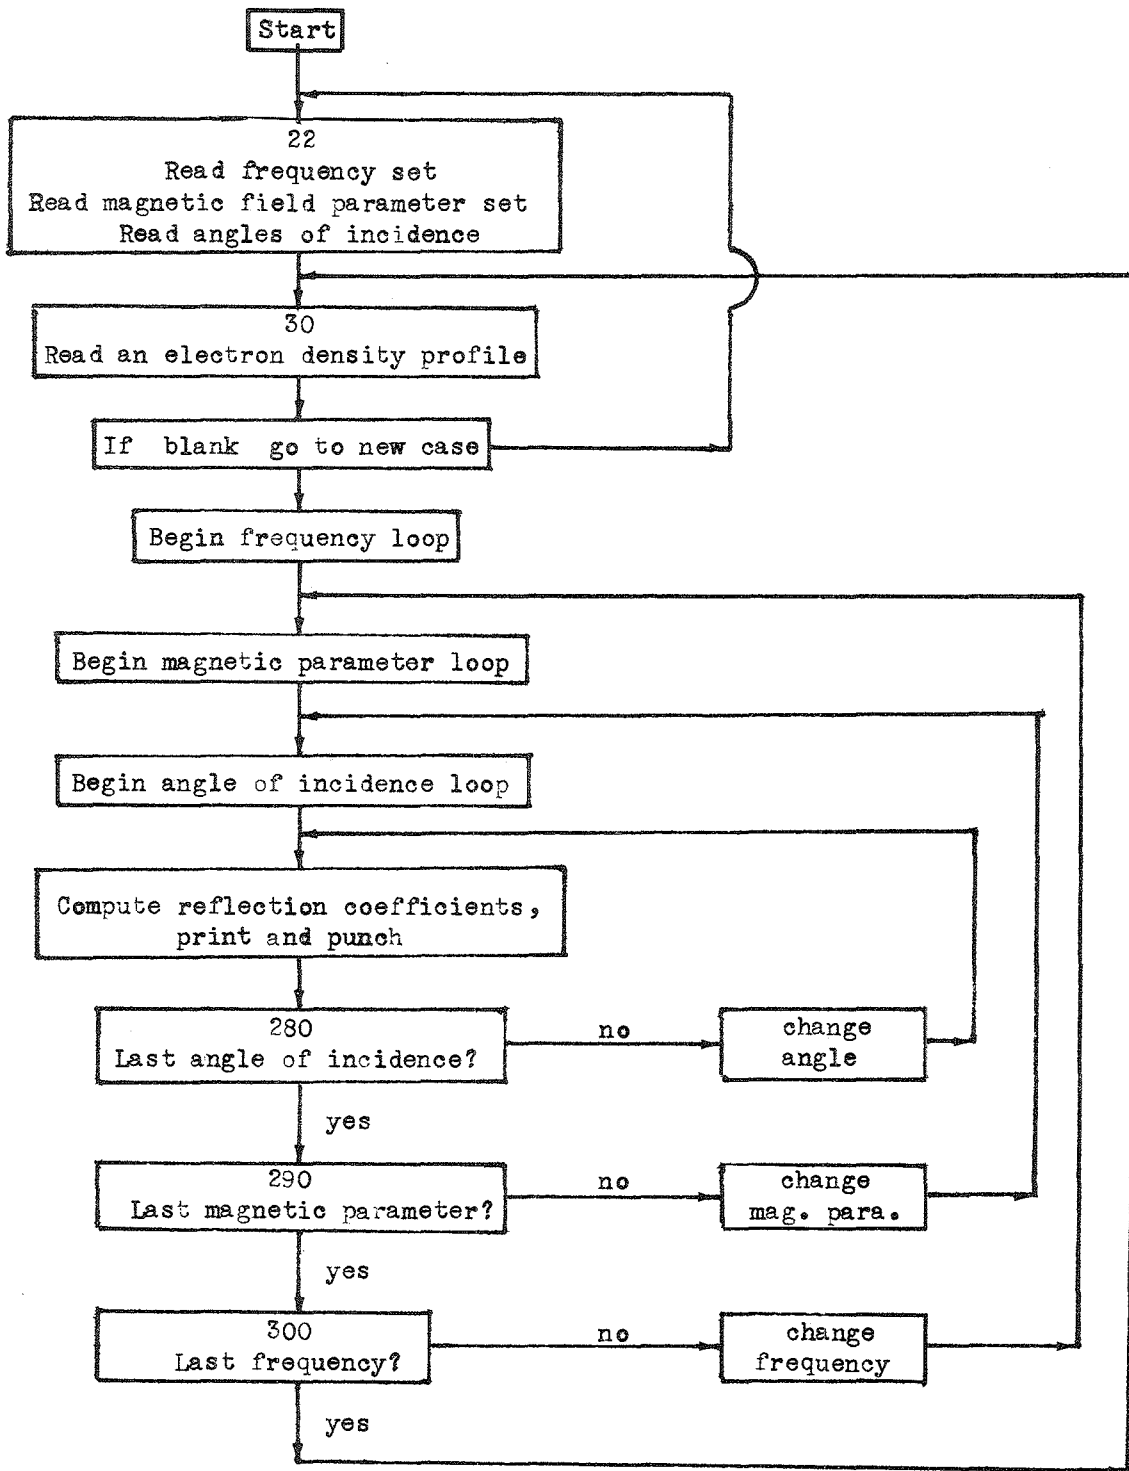 Start
22
Read frequency set
Read magnetic field parameter set
Read angles of incidence
30
Read an electron density profile
If blank go to new case
Begin frequency loop
Begin magnetic parameter loop
Begin angle of incidence loop
Compute reflection coefficients,
print and punch
280
Last angle of incidence?
no
change
angle
yes
290
Last magnetic parameter?
no
change
mag. para.
yes
300
Last frequency?
no
change
frequency
yes